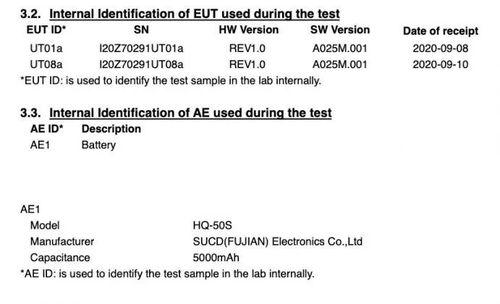 3.2. Internal Identification of EUT used during the test
EUT ID* SN HW Version SW Version Date of receipt
UT01a I20Z70291UT01a REV1.0 A025M.001 2020-09-08
UT08a I20Z70291UT08a REV1.0 A025M.001 2020-09-10
*EUT ID: is used to identify the test sample in the lab internally.
3.3. Internal Identification of AE used during the test
AE ID* Description
AE1 Battery
AE1
Model HQ-50S
Manufacturer SUCD(FUJIAN) Electronics Co.,Ltd
Capacitance 5000mAh
*AE ID: is used to identify the test sample in the lab internally.